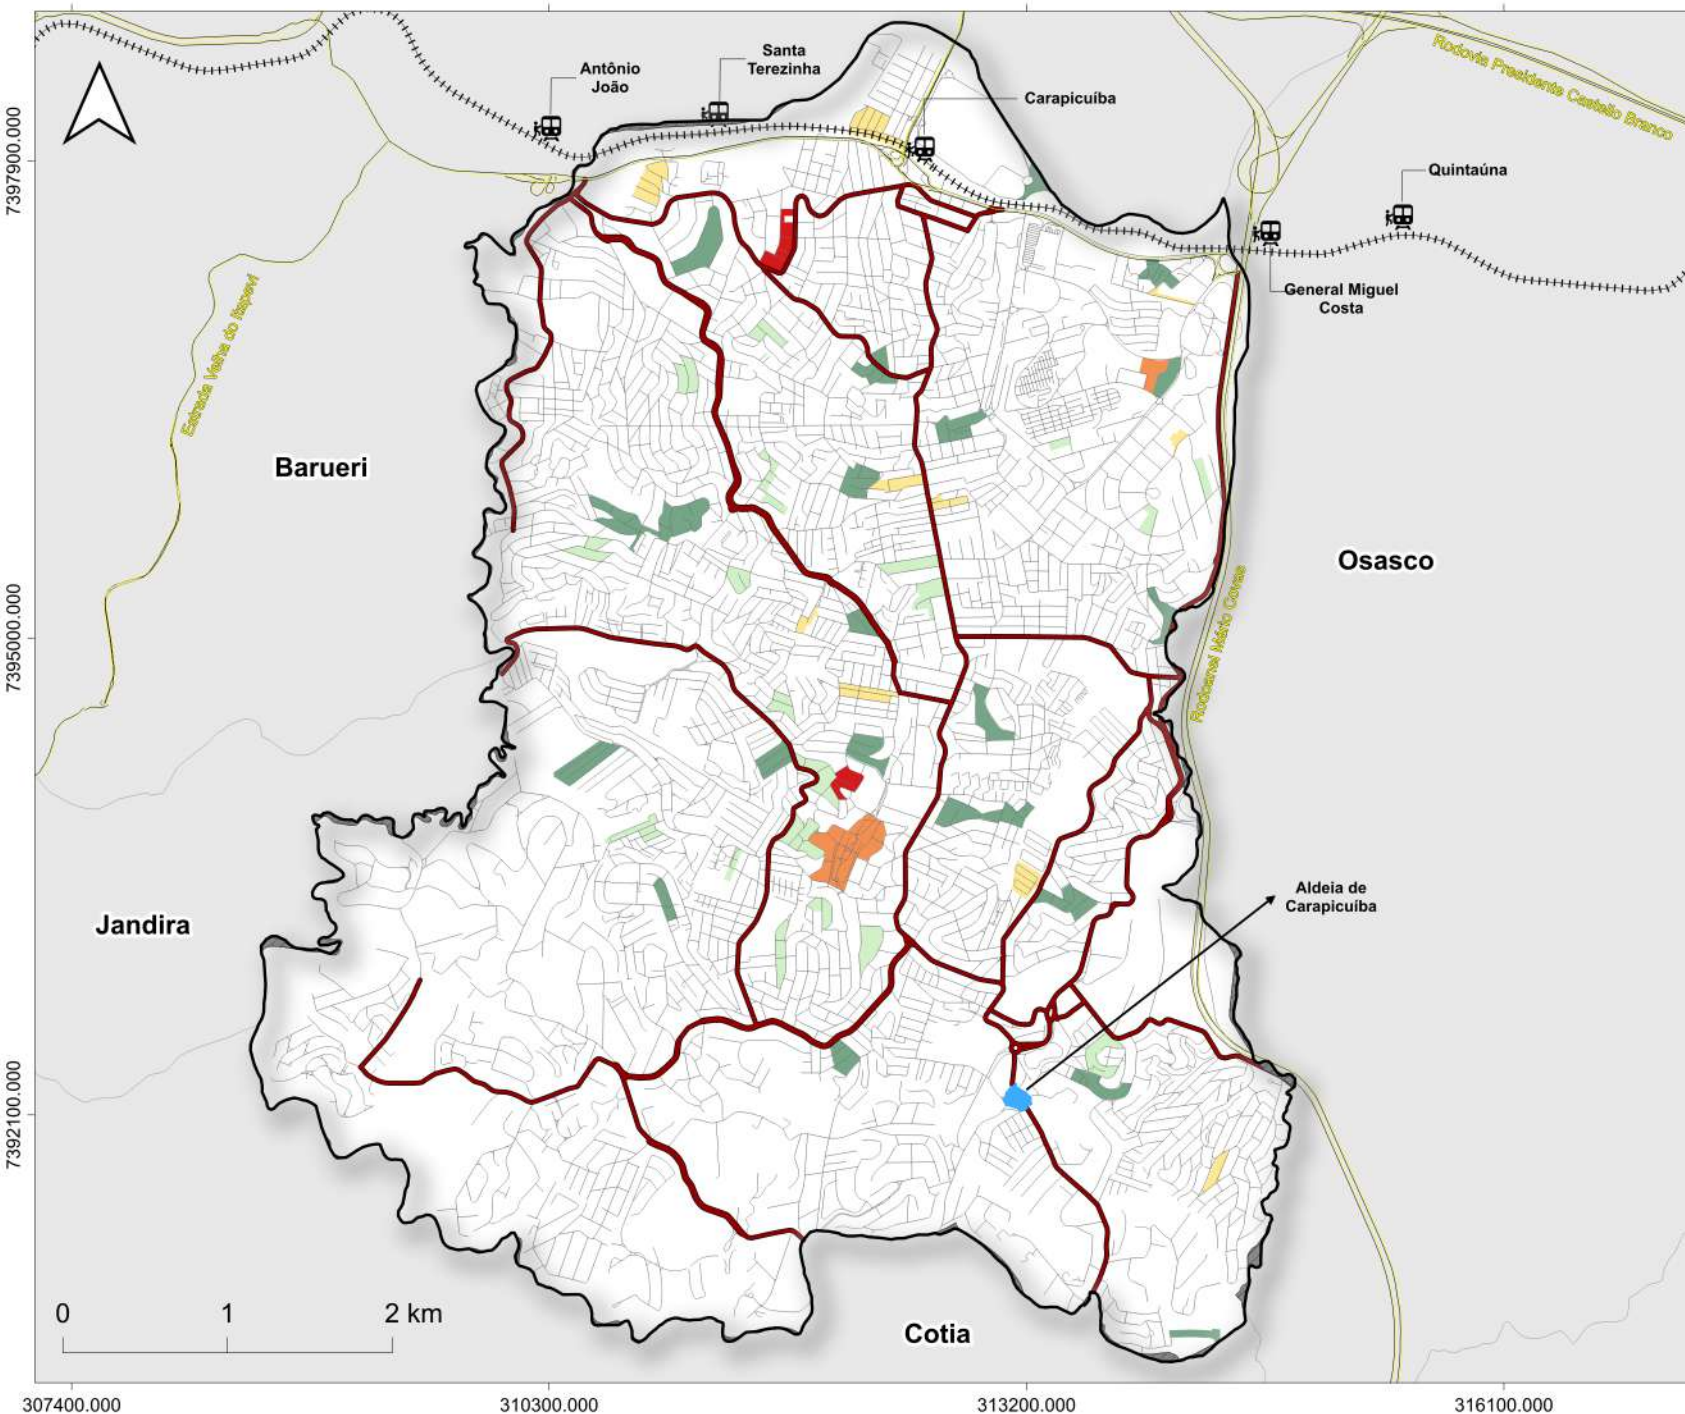 Santa
Terezinha
Antônio
João
Carapicuíba
Rodovia Presidente Castello Branco
Quintaúna
General Miguel
Costa
Estrada Velha do Itapevi
Barueri
Osasco
Rodoanel Mário Covas
Aldeia de
Carapicuíba
Jandira
Cotia
0 1 2 km
7397900.000
7395000.000
7392100.000
307400.000 310300.000 313200.000 316100.000